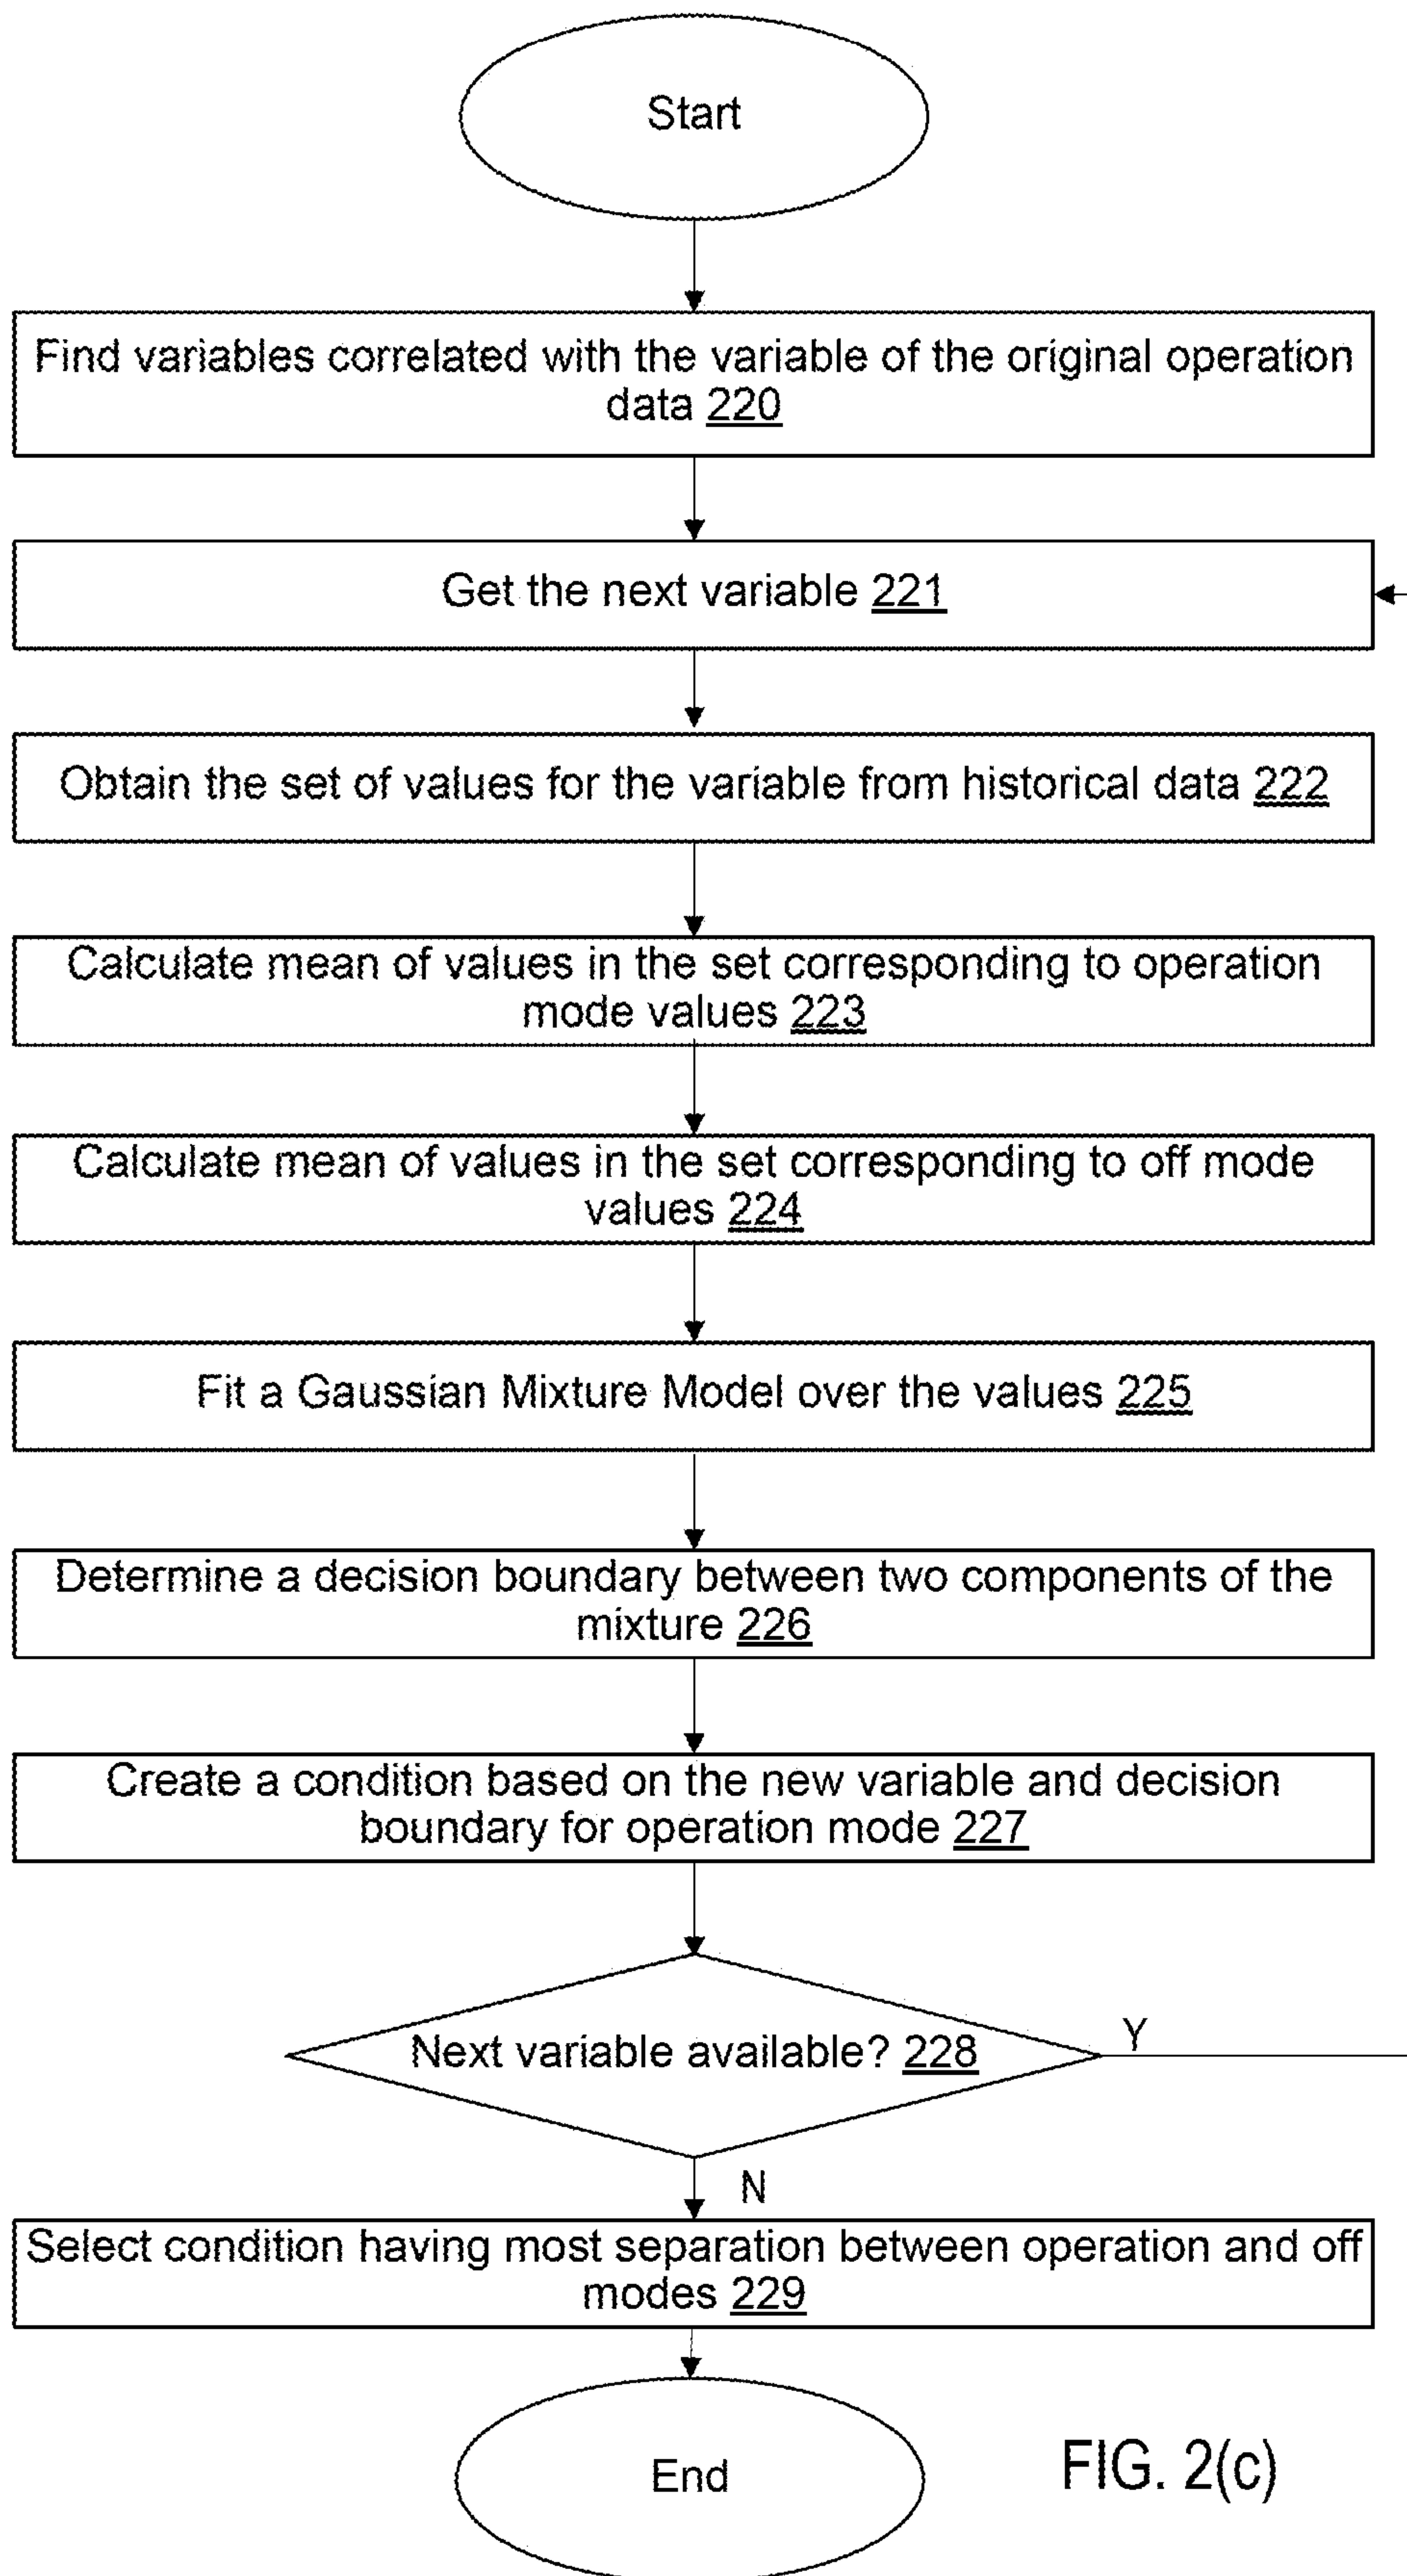 Start
Find variables correlated with the variable of the original operation
data 220
Get the next variable 221
Obtain the set of values for the variable from historical data 222
Calculate mean of values in the set corresponding to operation
mode values 223
Calculate mean of values in the set corresponding to off mode
values 224
Fit a Gaussian Mixture Model over the values 225
Determine a decision boundary between two components of the
mixture 226
Create a condition based on the new variable and decision
boundary for operation mode 227
Next variable available? 228
Y
N
Select condition having most separation between operation and off
modes 229
End
FIG. 2(c)